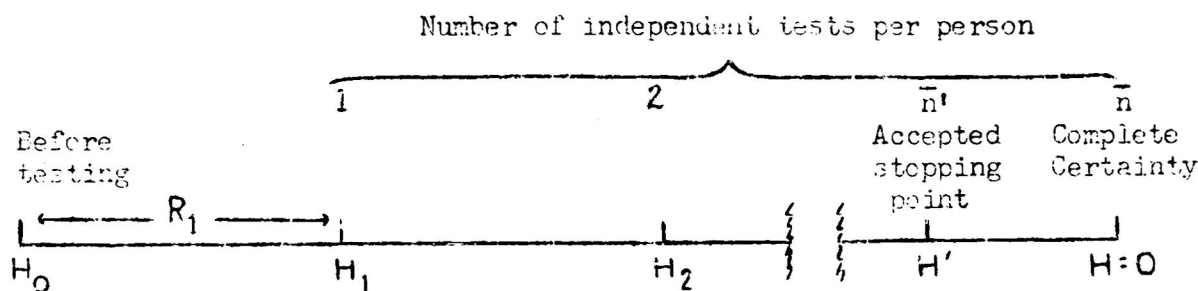 Number of independent tests per person
1 2 n̄' n̄
Before Accepted Complete
testing stopping Certainty
point
R1
H0 H1 H2 H' H=0